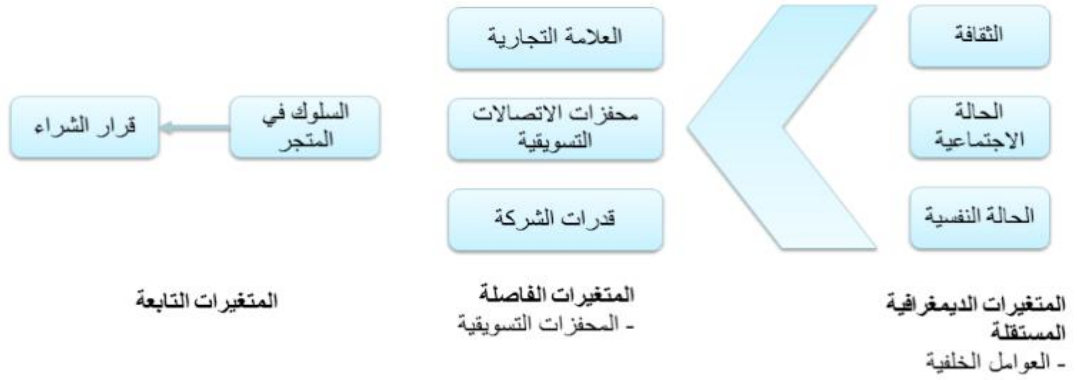 الثقافة
الحالة
الاجتماعية
الحالة النفسية
المتغيرات الديمغرافية
المستقلة
- العوامل الخلفية
العلامة التجارية
محفزات الاتصالات
التسويقية
قدرات الشركة
المتغيرات الفاصلة
- المحفزات التسويقية
السلوك في
المتجر
قرار الشراء
المتغيرات التابعة